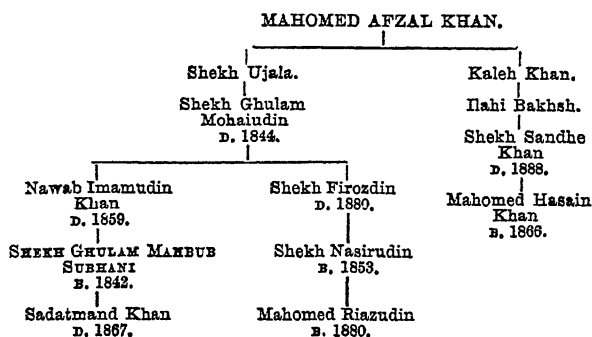 MAHOMED AFZAL KHAN.
Shekh Ujala.
Kaleh Khan.
Shekh Ghulam
Mohaiudin
D. 1844.
Ilahi Bakhsh.
Shekh Sandhe
Khan
D. 1888.
Mahomed Hasain
Khan
B. 1866.
Nawab Imamudin
Khan
D. 1859.
Shekh Firozdin
D. 1880.
SHEKH GHULAM MAHBUB
SUBHANI
B. 1842.
Shekh Nasirudin
B. 1853.
Sadatmand Khan
D. 1867.
Mahomed Riazudin
B. 1880.